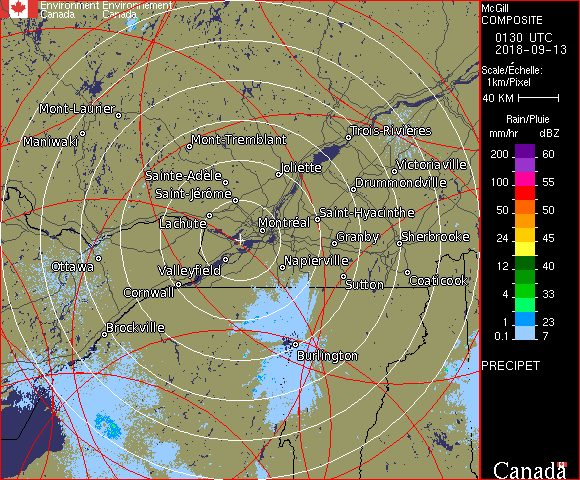 Environment Environnement
Canada Canada
McGill
COMPOSITE
0130 UTC
2018-09-13
Scale/Échelle:
1km/Pixel
40 KM
Rain/Pluie
mm/hr dBZ
200 60
100 55
50 50
24 45
12 40
4 33
1 23
0.1 7
PRECIPET
Canada
Mont-Laurier
Maniwaki
Mont-Tremblant
Trois-Rivières
Victoriaville
Joliette
Sainte-Adèle
Drummondville
Saint-Jérôme
Saint-Hyacinthe
Lachute
Montréal
Granby
Sherbrooke
Ottawa
Valleyfield
Napierville
Coaticook
Cornwall
Sutton
Brockville
Burlington